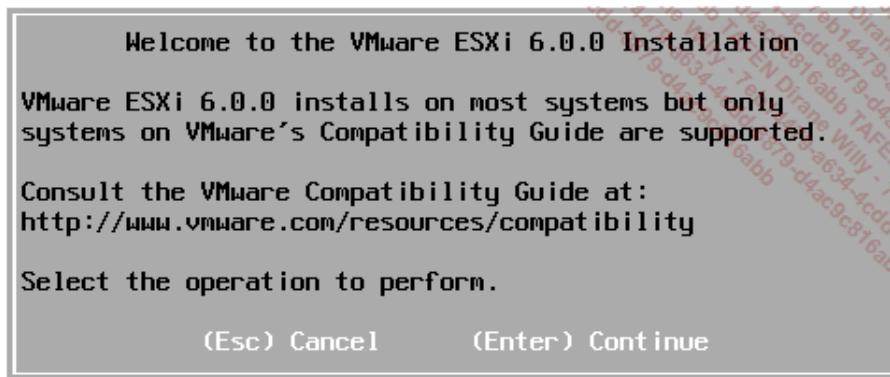 Welcome to the VMware ESXi 6.0.0 Installation
VMware ESXi 6.0.0 installs on most systems but only
systems on VMware's Compatibility Guide are supported.
Consult the VMware Compatibility Guide at:
http://www.vmware.com/resources/compatibility
Select the operation to perform.
(Esc) Cancel (Enter) Continue